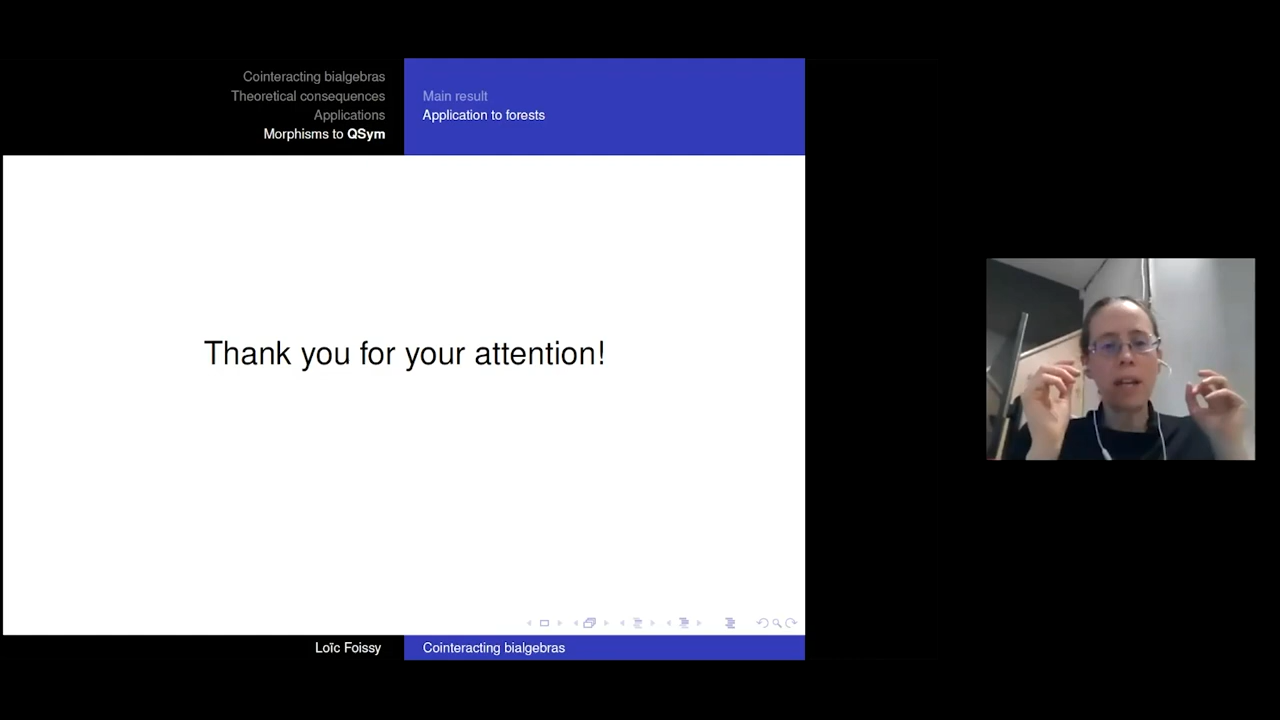 Cointeracting bialgebras
Theoretical consequences
Applications
Morphisms to QSym
Main result
Application to forests
Thank you for your attention!
Loïc Foissy
Cointeracting bialgebras